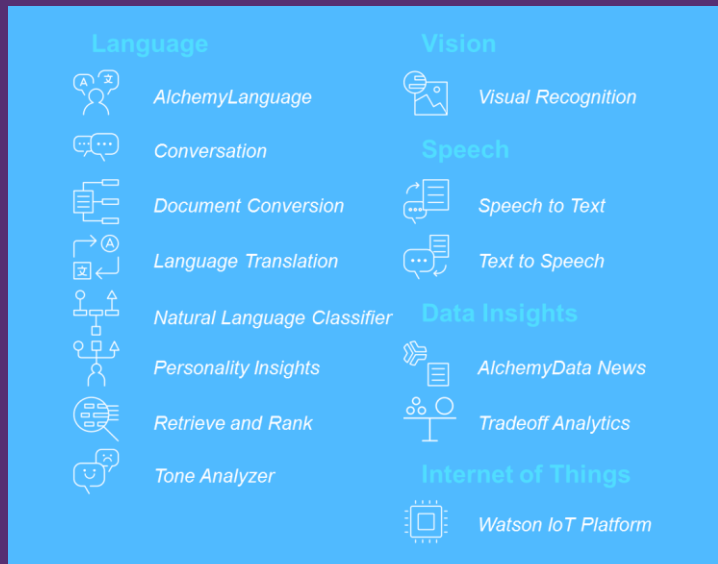 Language
AlchemyLanguage
Conversation
Document Conversion
Language Translation
Natural Language Classifier
Personality Insights
Retrieve and Rank
Tone Analyzer
Vision
Visual Recognition
Speech
Speech to Text
Text to Speech
Data Insights
AlchemyData News
Tradeoff Analytics
Internet of Things
Watson IoT Platform